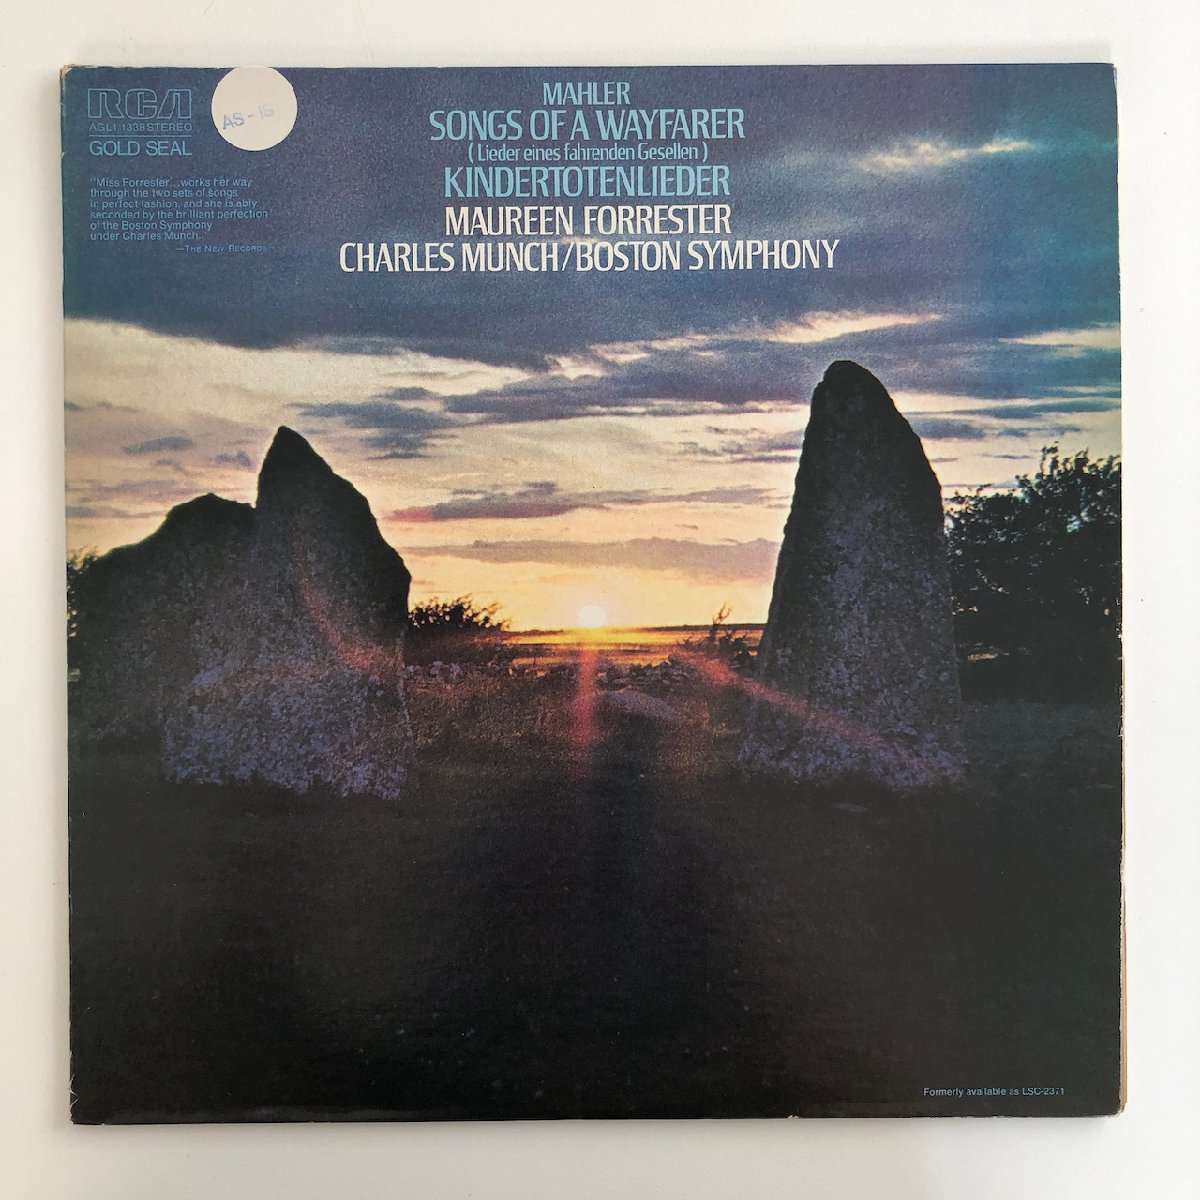 RCA
AGL1-1338 STEREO
GOLD SEAL
AS-IS
"Miss Forrester...works her way
through the two sets of songs
in perfect fashion, and she is ably
seconded by the brilliant perfection
of the Boston Symphony
under Charles Munch."
—THE NEW RECORDS
MAHLER
SONGS OF A WAYFARER
(Lieder eines fahrenden Gesellen)
KINDERTOTENLIEDER
MAUREEN FORRESTER
CHARLES MUNCH/BOSTON SYMPHONY
Formerly available as LSC-2371